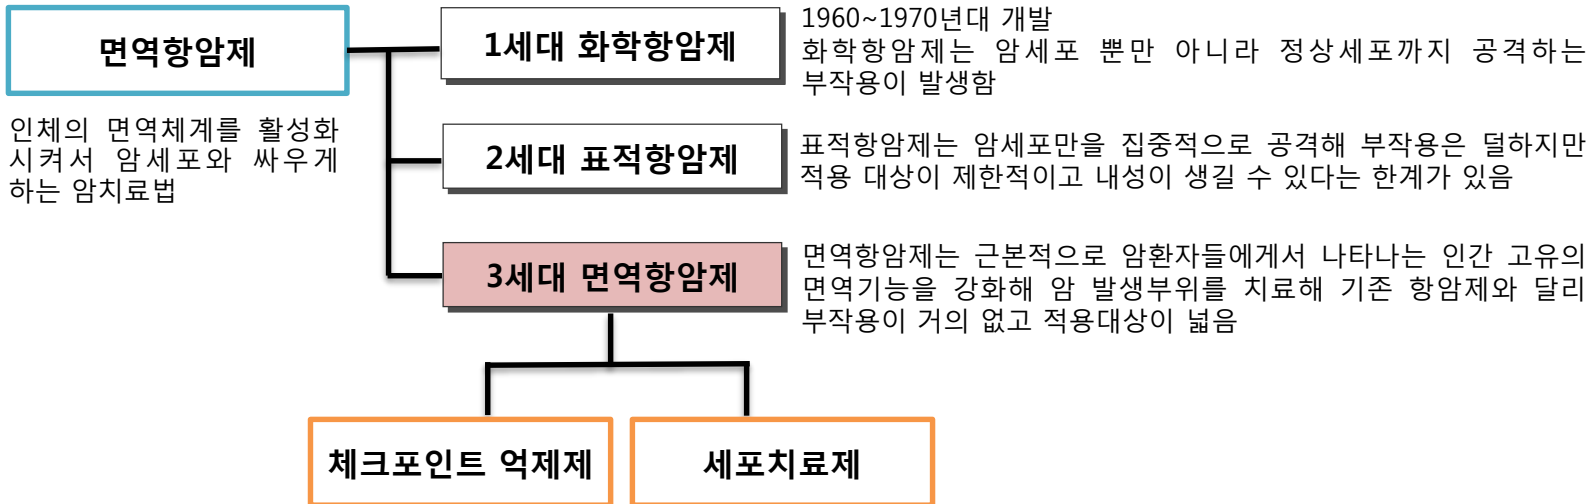 면역항암제
인체의 면역체계를 활성화
시켜서 암세포와 싸우게
하는 암치료법
1세대 화학항암제
1960~1970년대 개발
화학항암제는 암세포 뿐만 아니라 정상세포까지 공격하는
부작용이 발생함
2세대 표적항암제
표적항암제는 암세포만을 집중적으로 공격해 부작용은 덜하지만
적용 대상이 제한적이고 내성이 생길 수 있다는 한계가 있음
3세대 면역항암제
면역항암제는 근본적으로 암환자들에게서 나타나는 인간 고유의
면역기능을 강화해 암 발생부위를 치료해 기존 항암제와 달리
부작용이 거의 없고 적용대상이 넓음
체크포인트 억제제
세포치료제